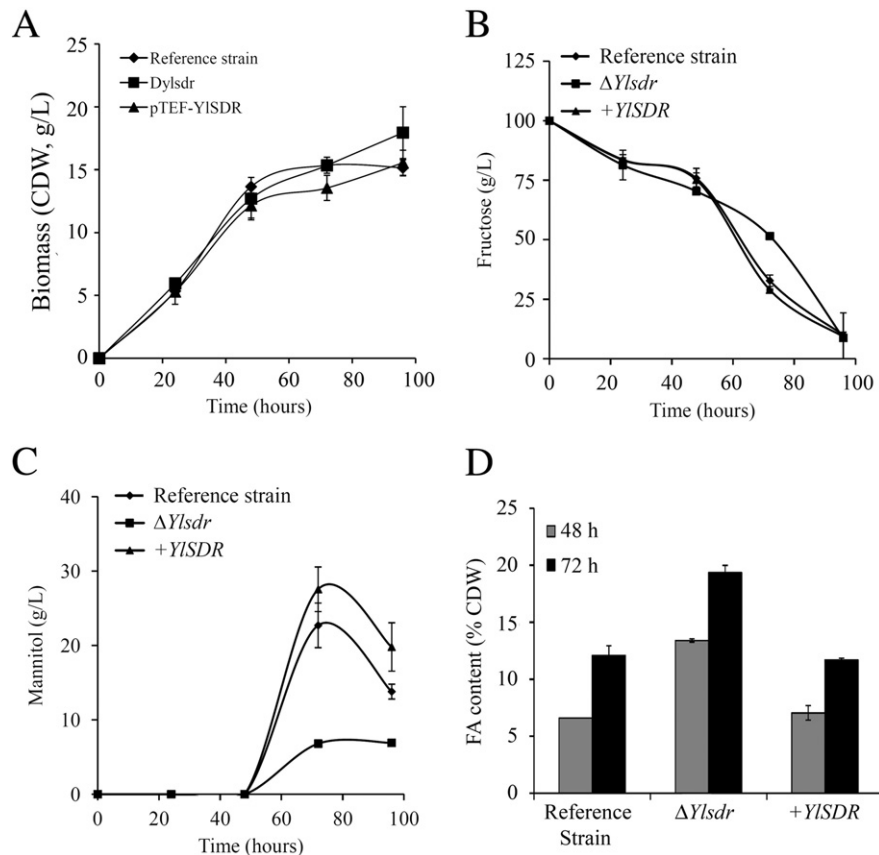 A
Reference strain
Dylsdr
pTEF-YlSDR
25
20
15
10
5
0
Biomass (CDW, g/L)
0 20 40 60 80 100
Time (hours)
B
Reference strain
ΔYlsdr
+YlSDR
125
100
75
50
25
0
Fructose (g/L)
0 20 40 60 80 100
Time (hours)
C
Reference strain
ΔYlsdr
+YlSDR
40
30
20
10
0
Mannitol (g/L)
0 20 40 60 80 100
Time (hours)
D
48 h
72 h
25
20
15
10
5
0
FA content (% CDW)
Reference
Strain
ΔYlsdr
+YlSDR